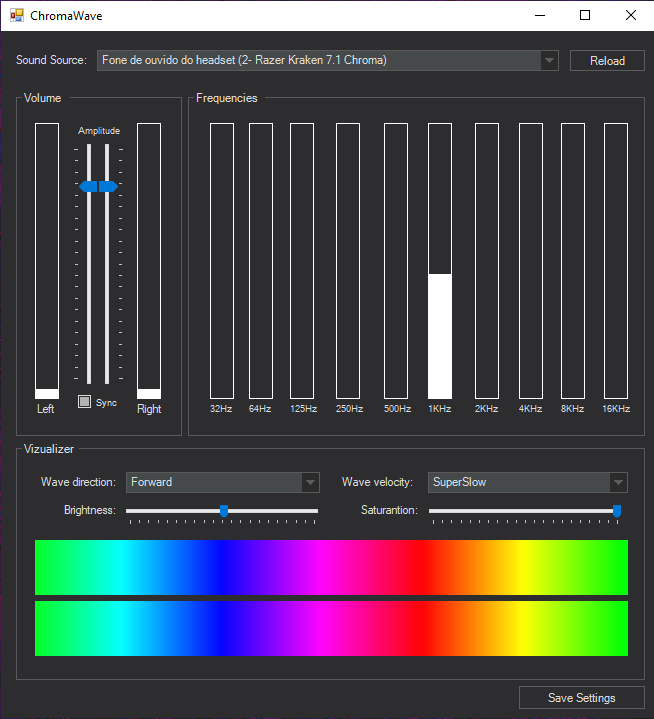 ChromaWave
Sound Source: Fone de ouvido do headset (2- Razer Kraken 7.1 Chroma) Reload
Volume
Amplitude
Left Sync Right
Frequencies
32Hz 64Hz 125Hz 250Hz 500Hz 1KHz 2KHz 4KHz 8KHz 16KHz
Vizualizer
Wave direction: Forward Wave velocity: SuperSlow
Brightness: Saturantion:
Save Settings